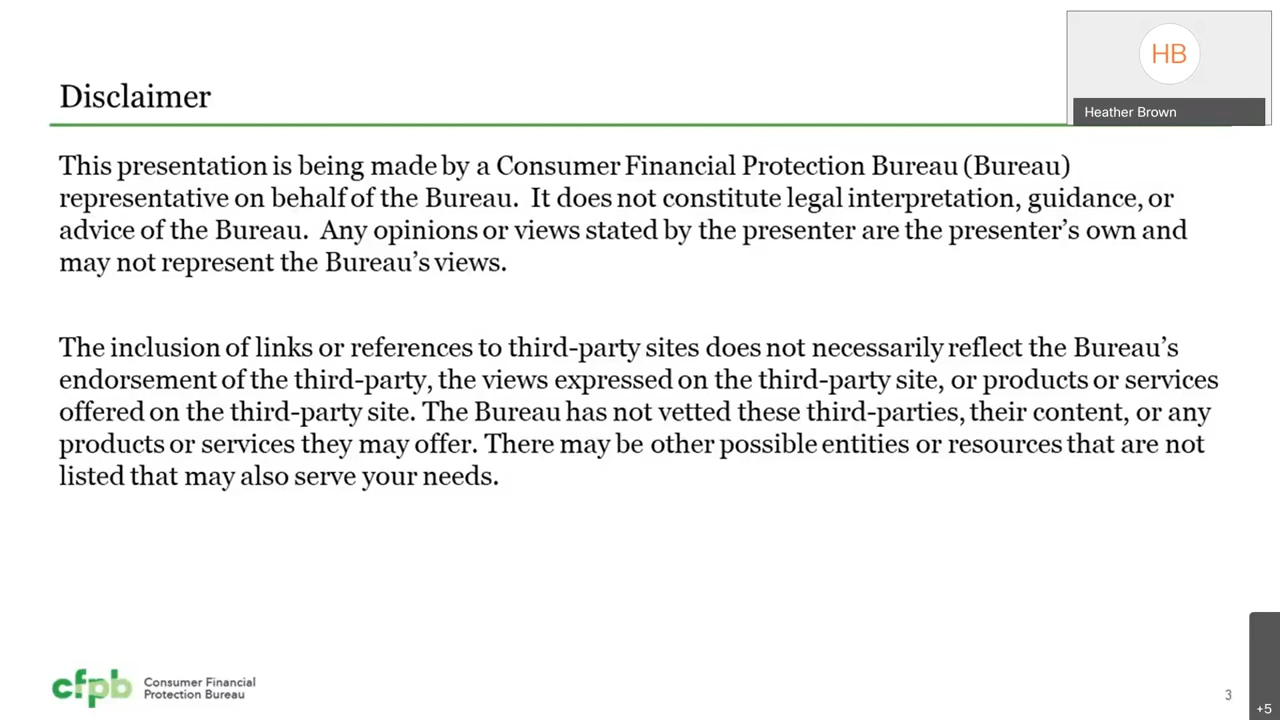 HB
Heather Brown
Disclaimer
This presentation is being made by a Consumer Financial Protection Bureau (Bureau)
representative on behalf of the Bureau.  It does not constitute legal interpretation, guidance, or
advice of the Bureau.  Any opinions or views stated by the presenter are the presenter’s own and
may not represent the Bureau’s views.
The inclusion of links or references to third-party sites does not necessarily reflect the Bureau’s
endorsement of the third-party, the views expressed on the third-party site, or products or services
offered on the third-party site. The Bureau has not vetted these third-parties, their content, or any
products or services they may offer. There may be other possible entities or resources that are not
listed that may also serve your needs.
cfpb
Consumer Financial
Protection Bureau
3
+5